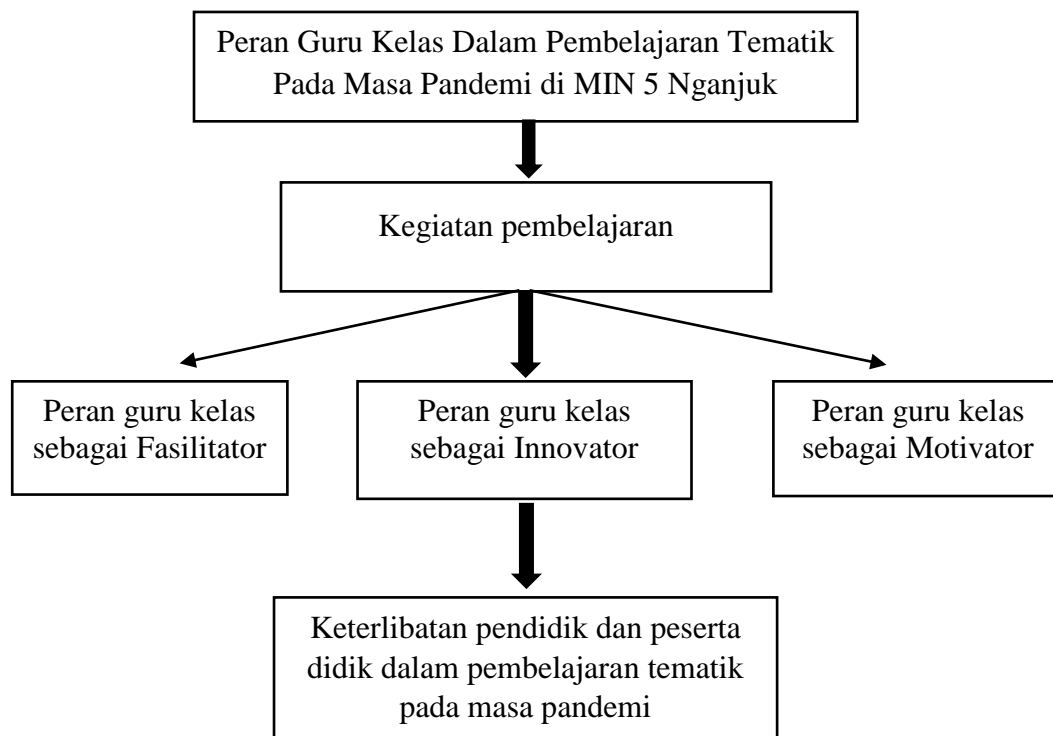 Peran Guru Kelas Dalam Pembelajaran Tematik
Pada Masa Pandemi di MIN 5 Nganjuk
Kegiatan pembelajaran
Peran guru kelas
sebagai Fasilitator
Peran guru kelas
sebagai Innovator
Peran guru kelas
sebagai Motivator
Keterlibatan pendidik dan peserta
didik dalam pembelajaran tematik
pada masa pandemi